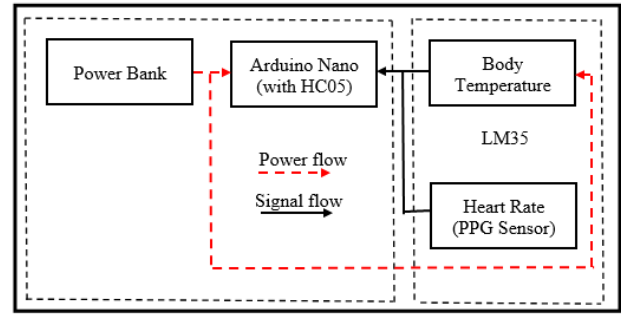 Power Bank
Arduino Nano
(with HC05)
Body
Temperature
LM35
Power flow
Signal flow
Heart Rate
(PPG Sensor)